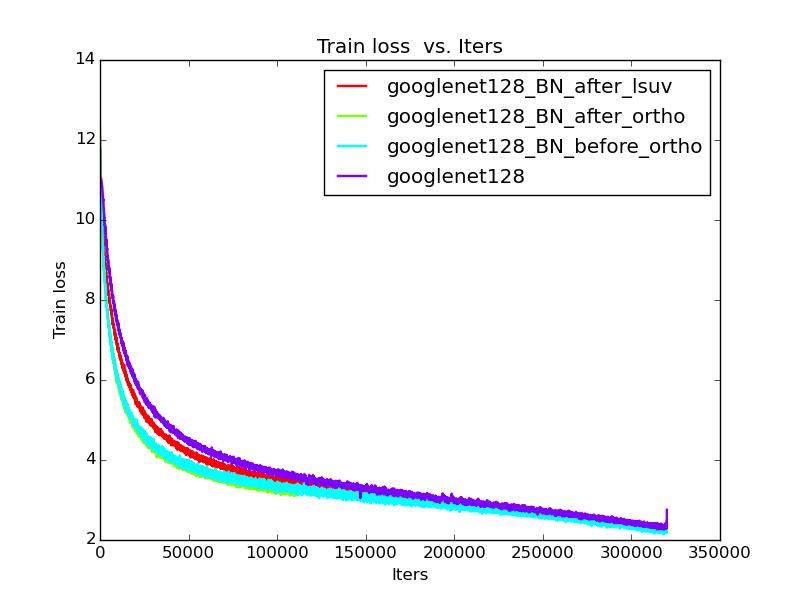 Train loss  vs. Iters
14
12
10
8
6
4
2
Train loss
googlenet128_BN_after_lsuv
googlenet128_BN_after_ortho
googlenet128_BN_before_ortho
googlenet128
0 50000 100000 150000 200000 250000 300000 350000
Iters